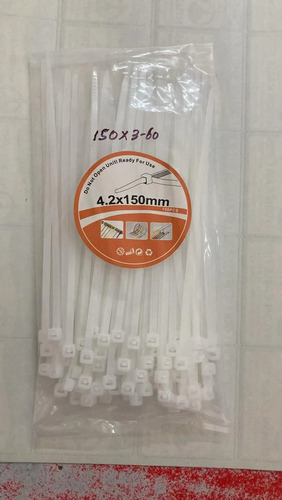 150x3-60
Do Not Open Until Ready For Use
4.2x150mm